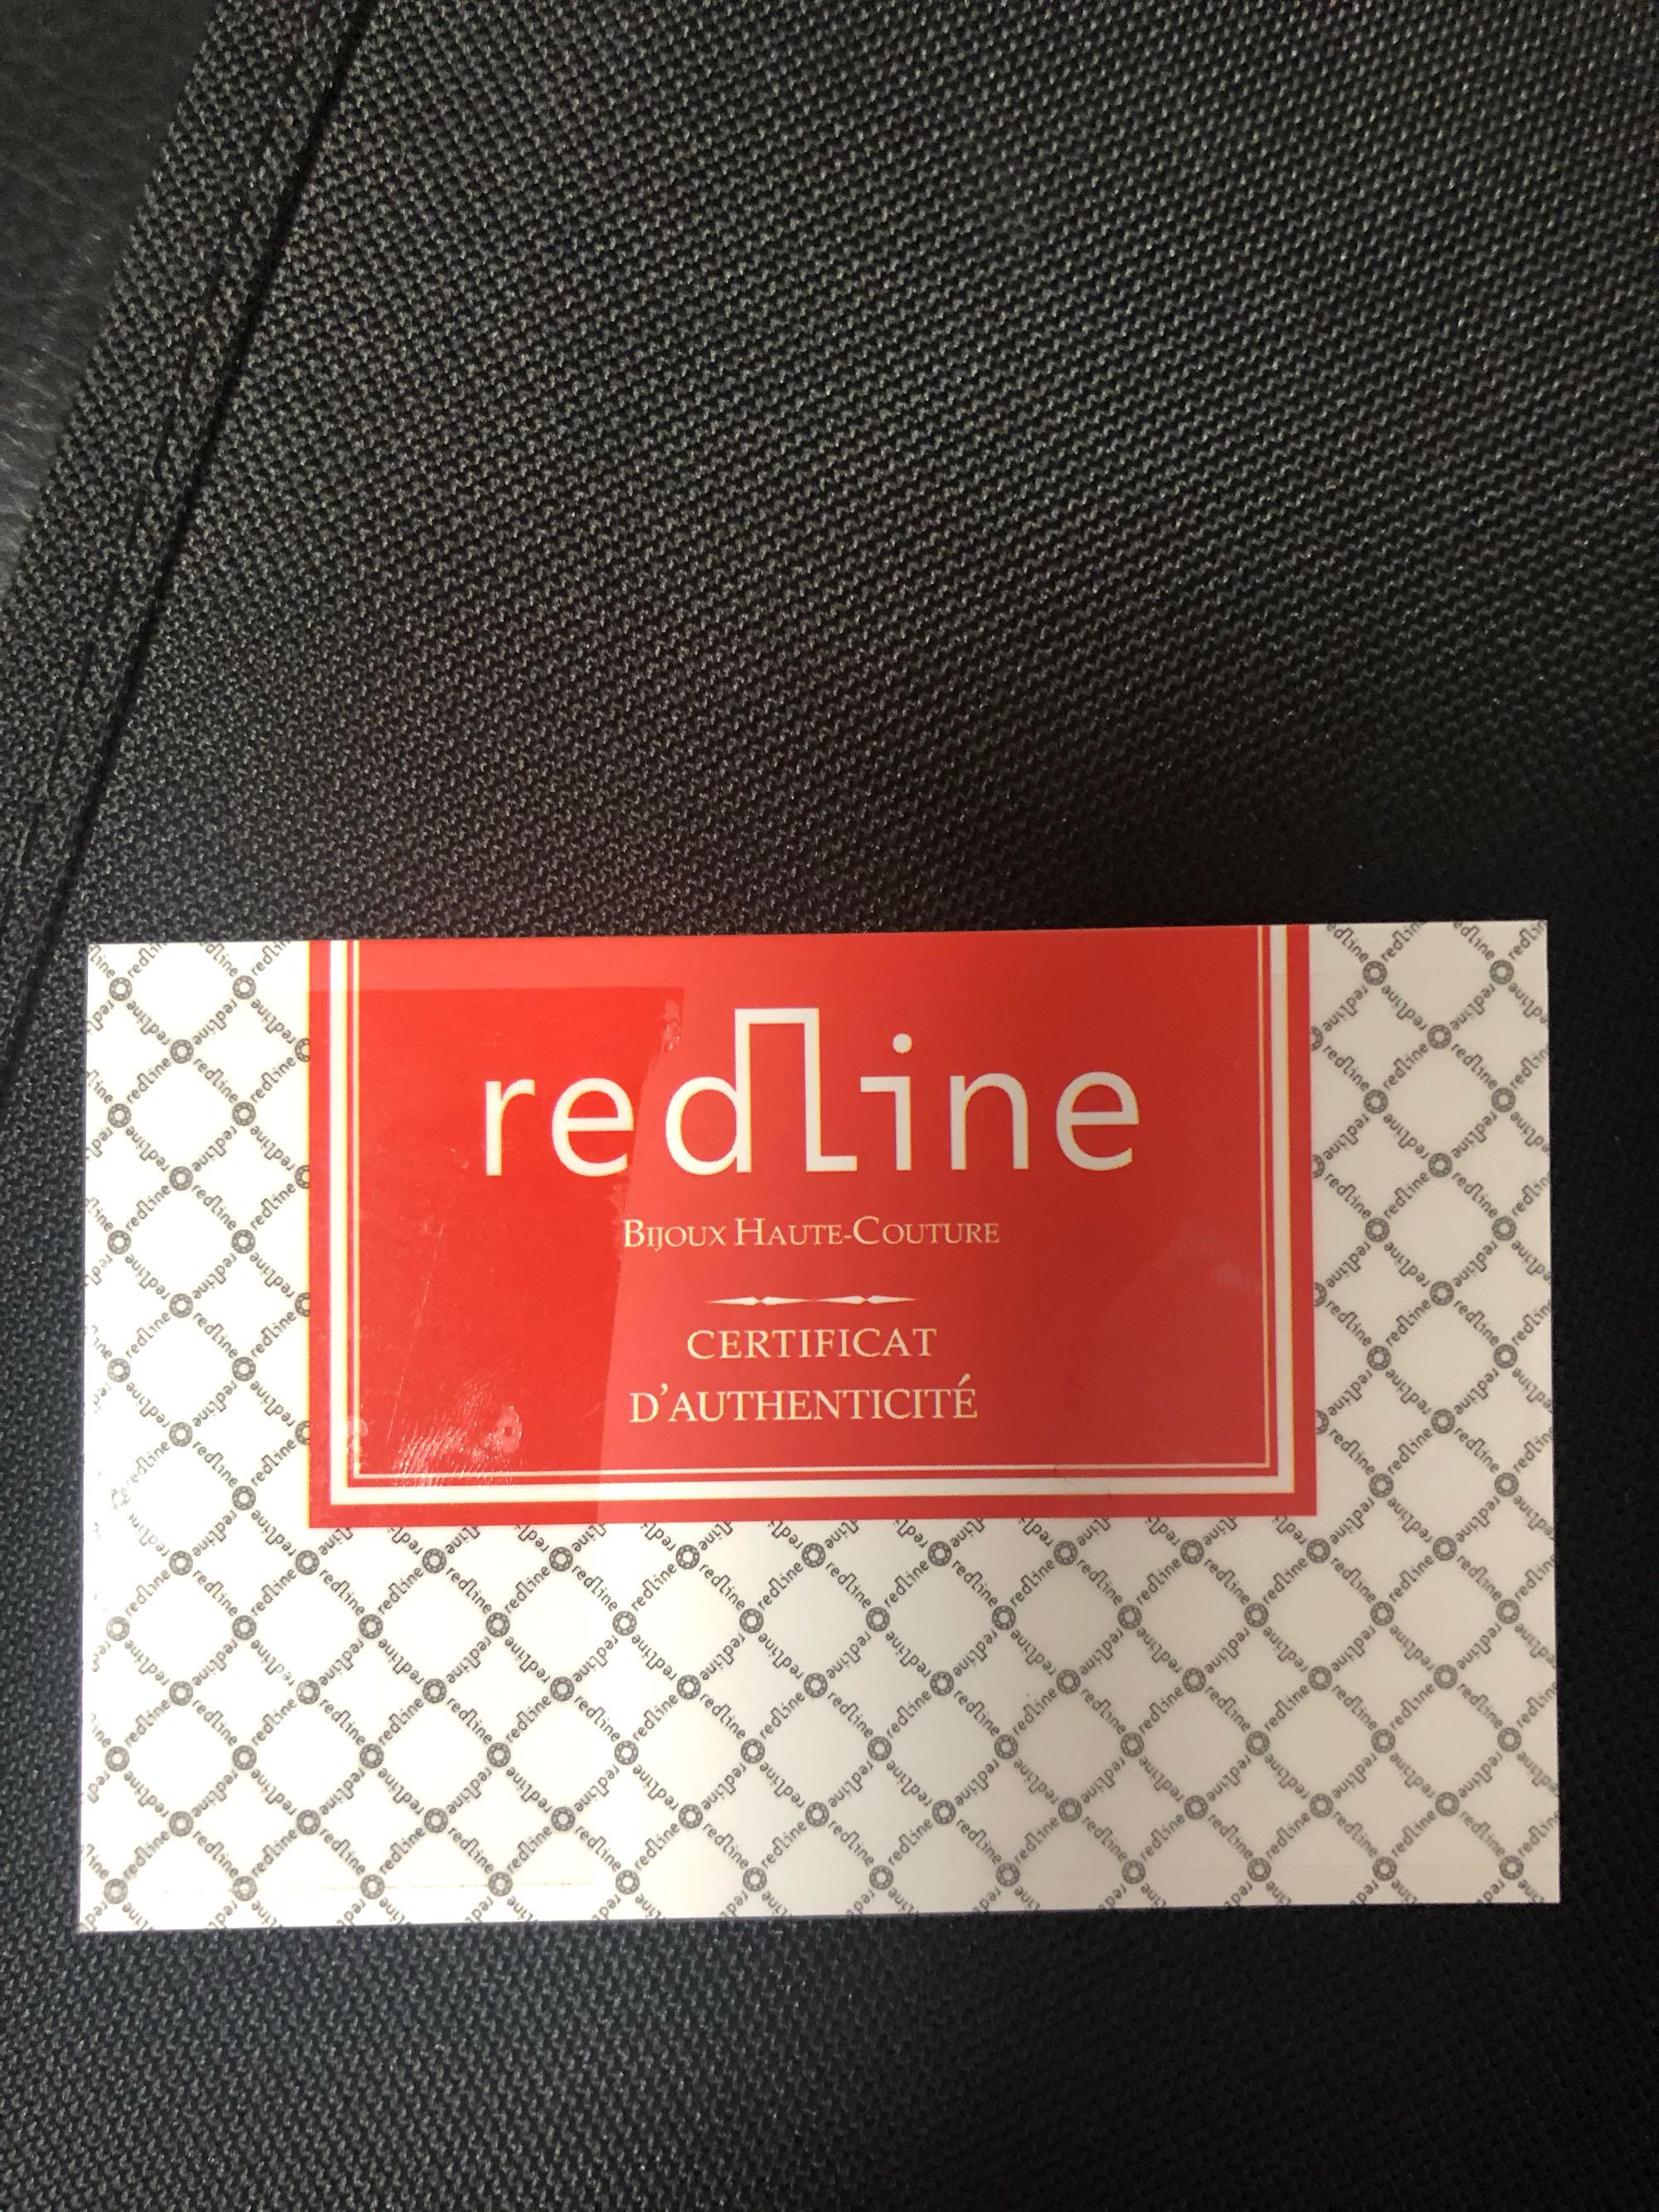 redline
BIJOUX HAUTE-COUTURE
CERTIFICAT
D'AUTHENTICITÉ